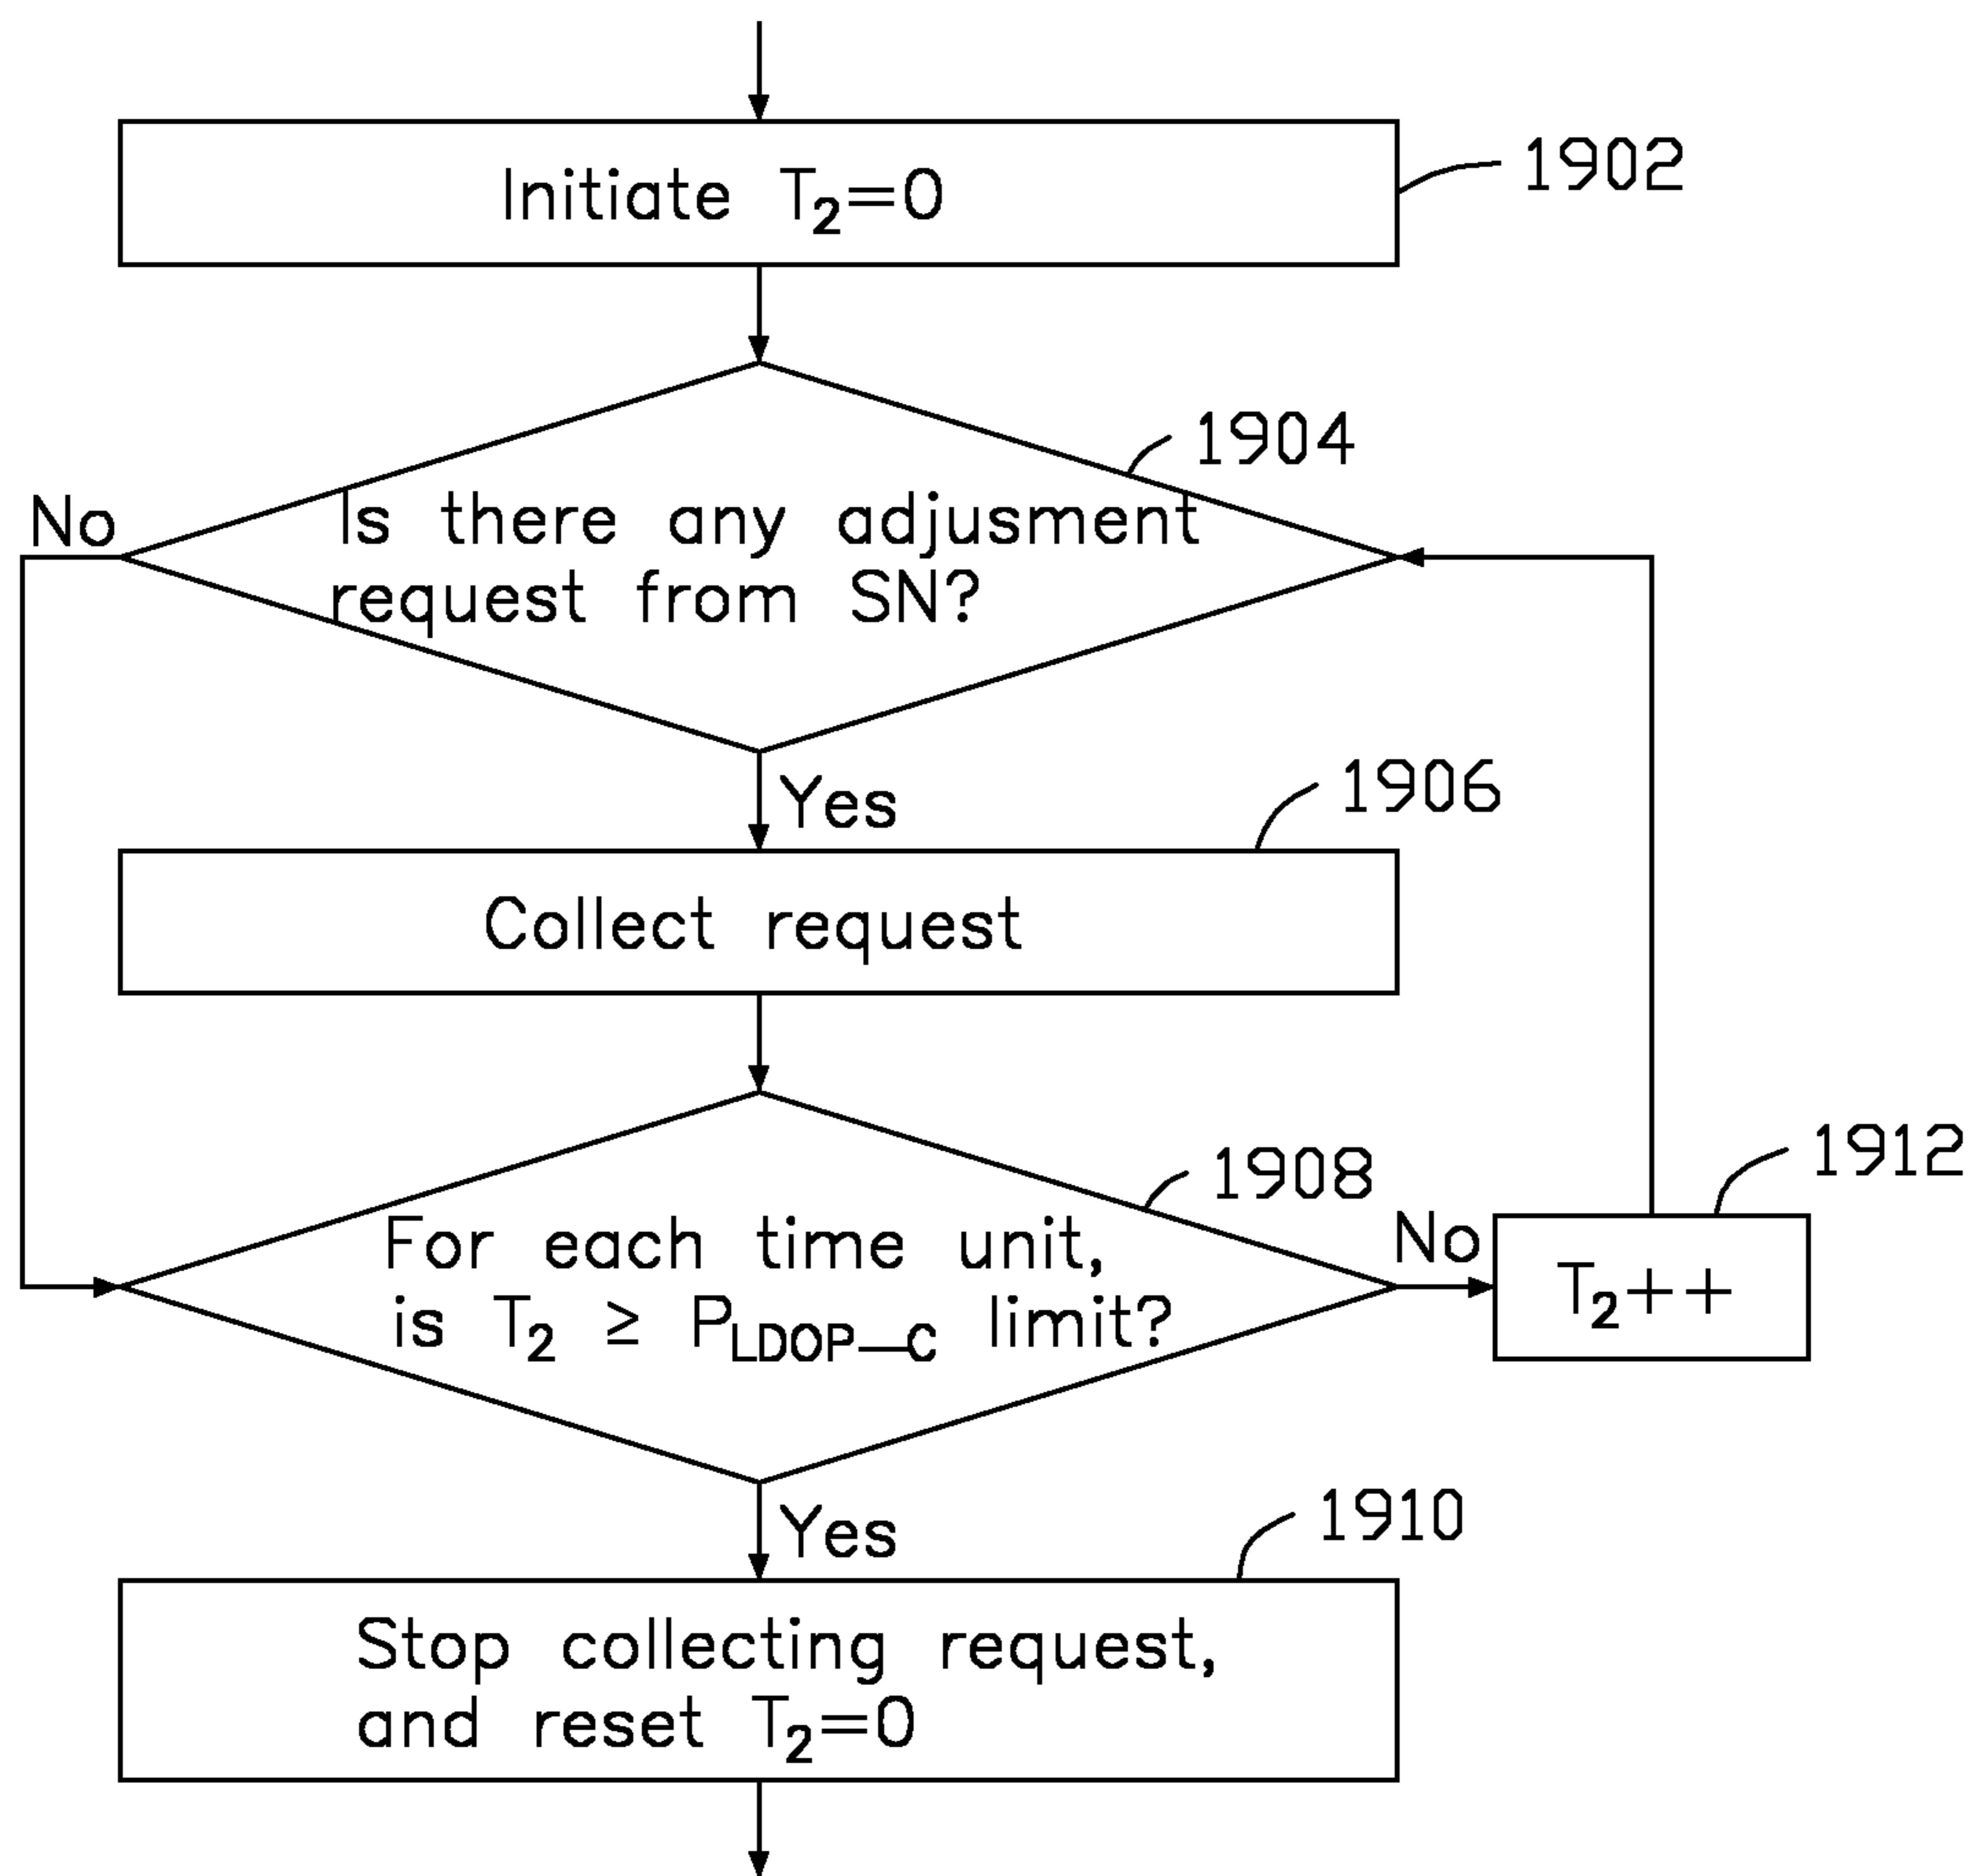 Initiate T₂=0
1902
1904
No
Is there any adjusment
request from SN?
Yes
1906
Collect request
1908
1912
For each time unit,
is T₂ ≥ P_LDOP_C limit?
No
T₂++
Yes
1910
Stop collecting request,
and reset T₂=0